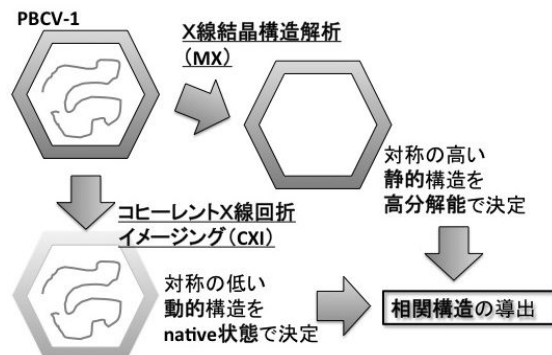 PBCV-1
X線結晶構造解析
(MX)
対称の高い
静的構造を
高分解能で決定
コヒーレントX線回折
イメージング(CXI)
対称の低い
動的構造を
native状態で決定
相関構造の導出